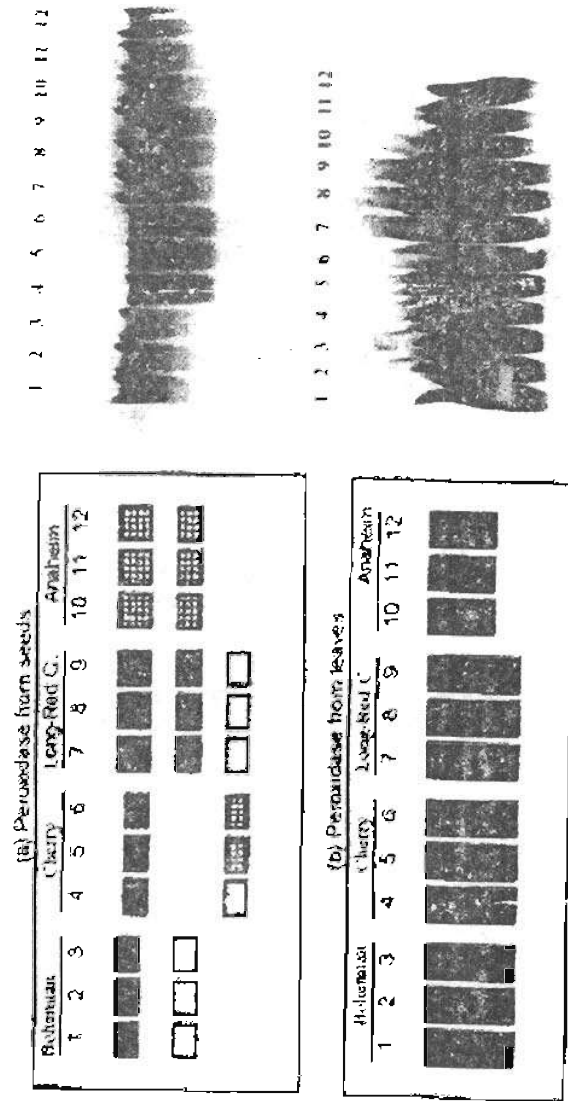 (a) Peroxidase from seeds
Bohemian Cherry Long-Red C. Anaheim
1 2 3 4 5 6 7 8 9 10 11 12
1 2 3 4 5 6 7 8 9 10 11 12
(b) Peroxidase from leaves
Bohemian Cherry Long-Red C Anaheim
1 2 3 4 5 6 7 8 9 10 11 12
1 2 3 4 5 6 7 8 9 10 11 12